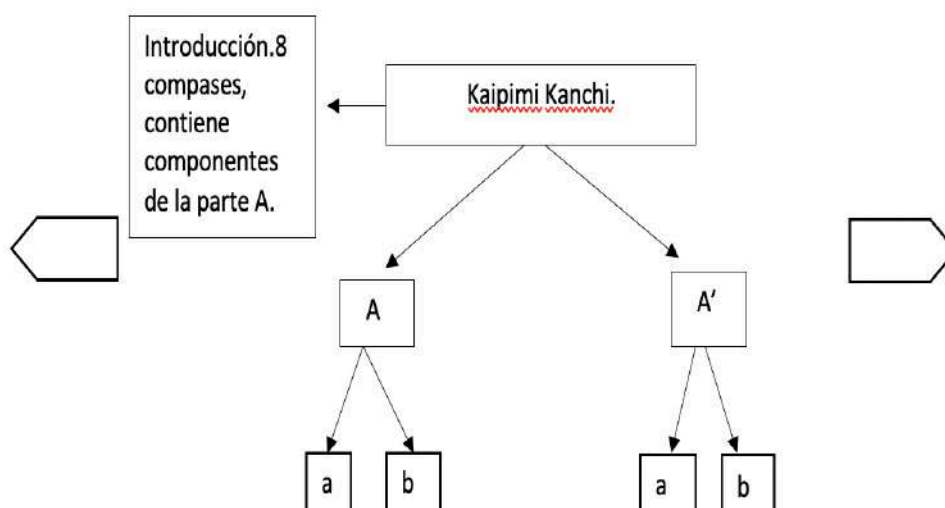 Introducción.8
compases,
contiene
componentes
de la parte A.
Kaipimi Kanchi.
A
A’
a
b
a
b